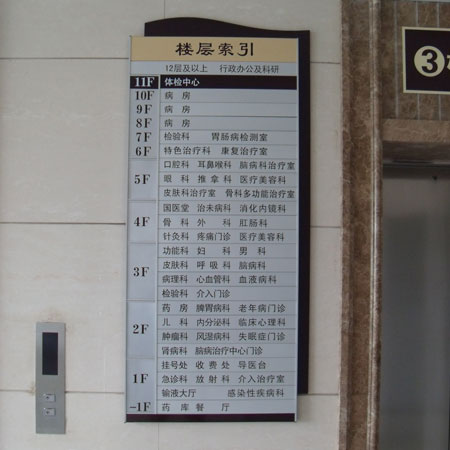 楼层索引
12层及以上 行政办公及科研
11F 体检中心
10F 病房
9F 病房
8F 病房
7F 检验科 胃肠病检测室
6F 特色治疗科 康复治疗室
口腔科 耳鼻喉科 脑病科治疗室
5F 眼科 推拿科 医疗美容科
皮肤科治疗室 骨科多功能治疗室
国医堂 治未病科 消化内镜科
4F 骨科 外科 肛肠科
针灸科 疼痛门诊 医疗美容科
功能科 妇科 男科
3F 皮肤科 呼吸科 脑病科
病理科 心血管科 血液病科
检验科 介入门诊
药房 脾胃病科 老年病门诊
2F 儿科 内分泌科 临床心理科
肿瘤科 风湿病科 失眠症门诊
肾病科 脑病治疗中心门诊
挂号处 收费处 导医台
1F 急诊科 放射科 介入治疗室
输液大厅 感染性疾病科
-1F 药库餐厅
3